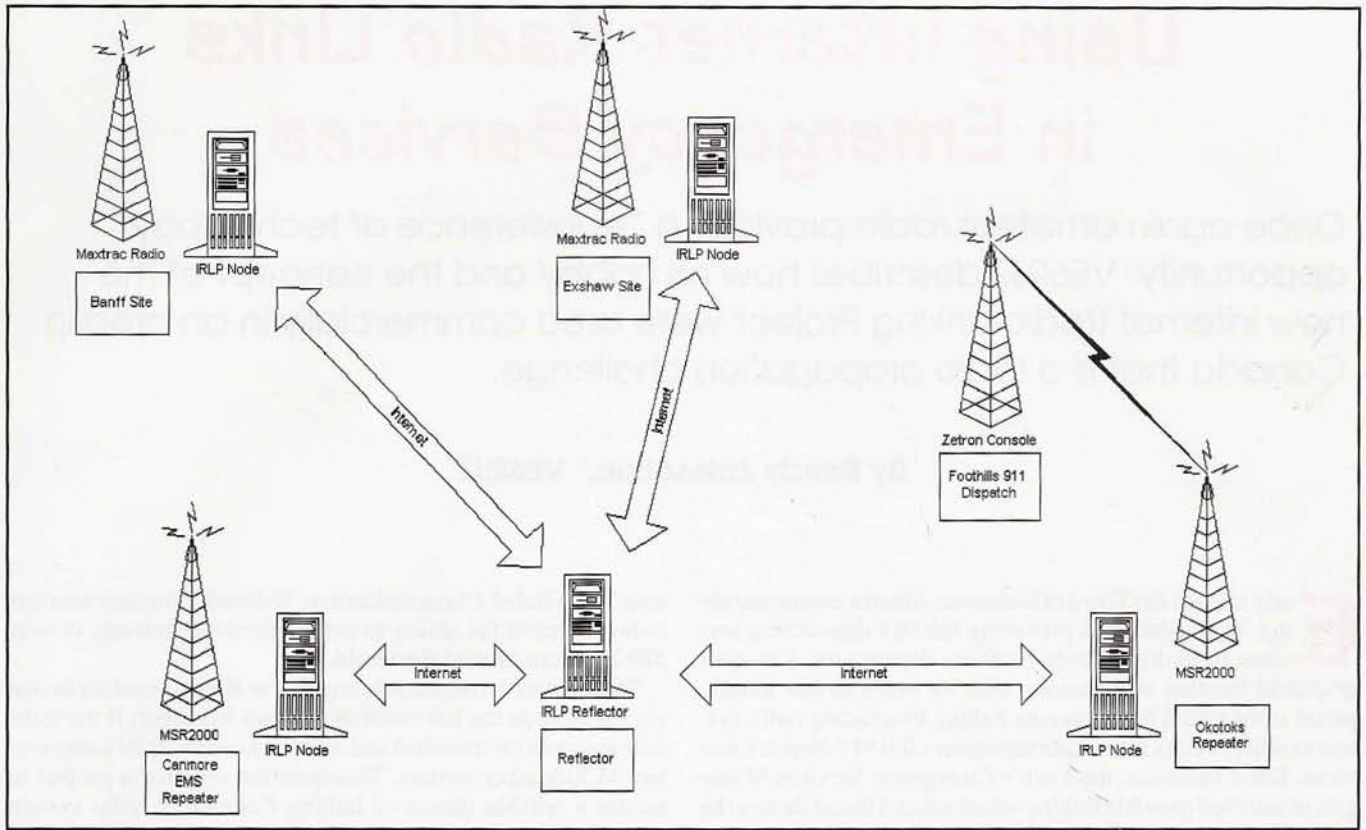 Maxtrac Radio
IRLP Node
Banff Site
Maxtrac Radio
IRLP Node
Exshaw Site
Internet
Internet
Zetron Console
Foothills 911
Dispatch
MSR2000
IRLP Node
Canmore
EMS
Repeater
Internet
IRLP Reflector
Reflector
Internet
IRLP Node
MSR2000
Okotoks
Repeater